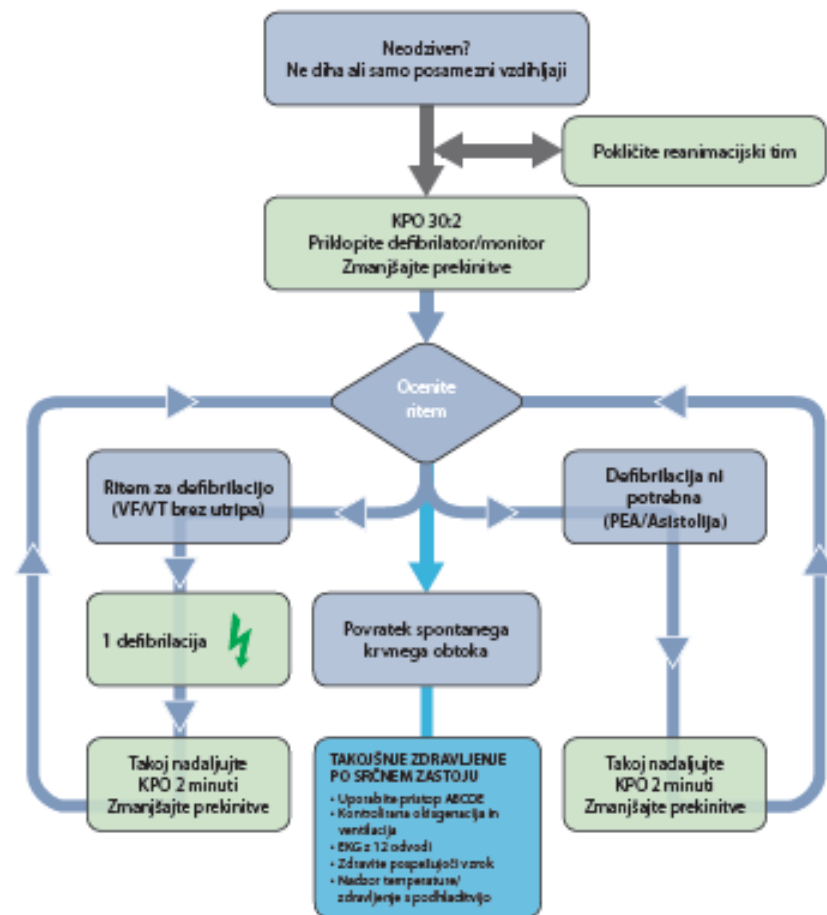 Neodziven?
Ne diha ali samo posamezni vzdihljaji
Pokličite reanimacijski tim
KPO 30:2
Priklopite defibrilator/monitor
Zmanjšajte prekinitve
Ocenite
ritem
Ritem za defibrilacijo
(VF/VT brez utripa)
Defibrilacija ni
potrebna
(PEA/Asistolija)
1 defibrilacija
Povratek spontanega
krvnega obtoka
Takoj nadaljujte
KPO 2 minuti
Zmanjšajte prekinitve
TAKOJŠNJE ZDRAVLJENJE
PO SRČNEM ZASTOJU
• Uporabite pristop ABCDE
• Kontrolirana oksigenacija in
ventilacija
• EKG z 12 odvodi
• Zdravite pospešujoči vzrok
• Nadzor temperature/
zdravljenje s podhladitvijo
Takoj nadaljujte
KPO 2 minuti
Zmanjšajte prekinitve